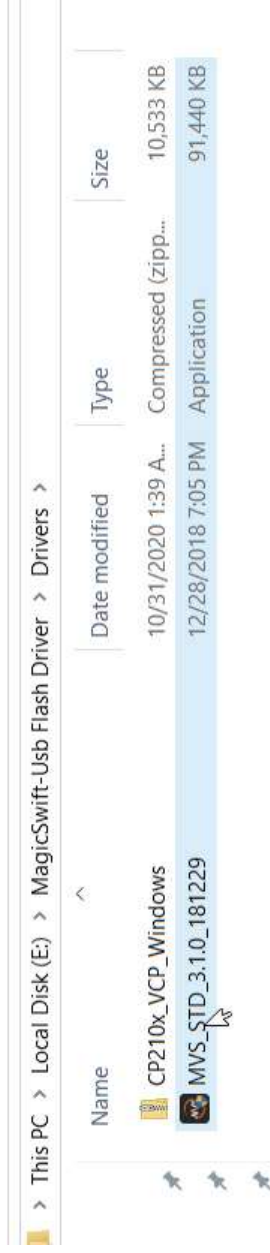 > This PC > Local Disk (E:) > MagicSwift-Usb Flash Driver > Drivers >
Name Date modified Type Size
CP210x_VCP_Windows 10/31/2020 1:39 A... Compressed (zipp... 10,533 KB
MVS_STD_3.1.0_181229 12/28/2018 7:05 PM Application 91,440 KB